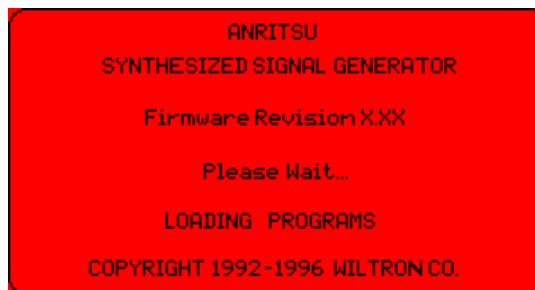 ANRITSU
SYNTHESIZED SIGNAL GENERATOR
Firmware Revision X.XX
Please Wait...
LOADING PROGRAMS
COPYRIGHT 1992-1996 WILTRON CO.